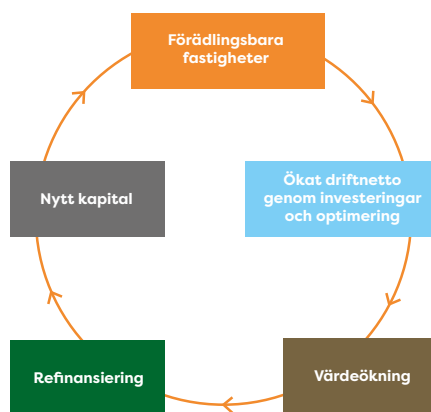 Förädlingsbara
fastigheter
Ökat driftnetto
genom investeringar
och optimering
Värdeökning
Refinansiering
Nytt kapital